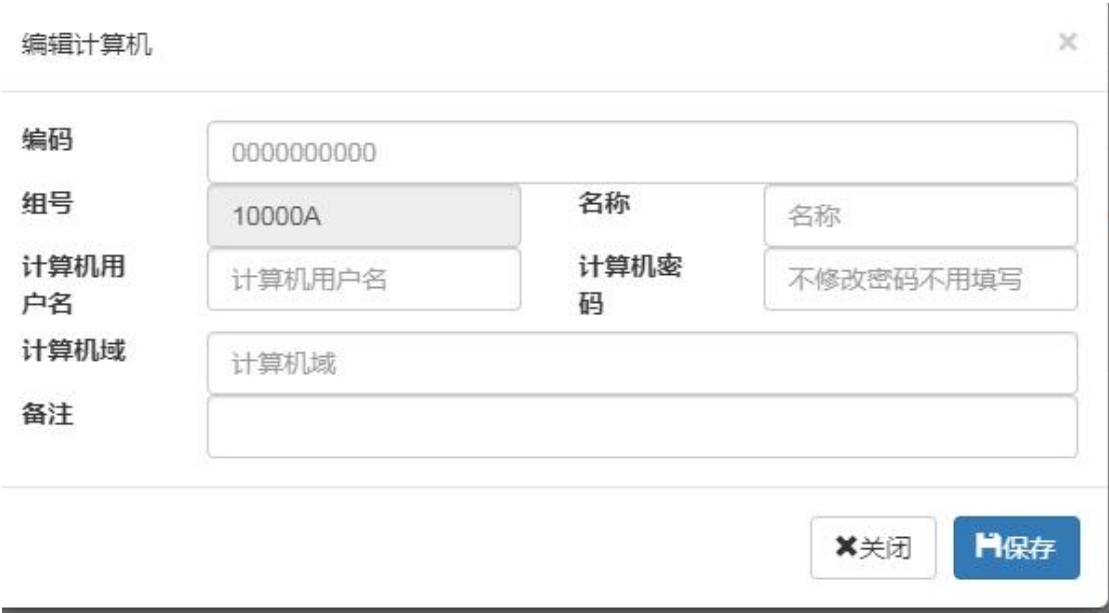 编辑计算机 ×
编码 0000000000
组号 10000A 名称 名称
计算机用户名 计算机用户名 计算机密码 不修改密码不用填写
计算机域 计算机域
备注
关闭 保存